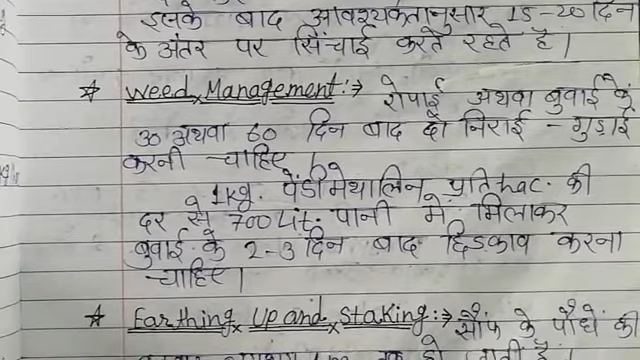 इसके बाद आवश्यकतानुसार 15-20 दिन
के अंतर पर सिंचाई करते रहते है।
* Weed Management :→ रोपाई अथवा बुवाई के
30 अथवा 60 दिन बाद दो निराई - गुड़ाई
करनी चाहिए।
1kg. पेंडीमेथालिन प्रति hac. की
दर से 700 Lit. पानी में मिलाकर
बुवाई के 2-3 दिन बाद छिडकाव करना
चाहिए।
* Earthing Up and Staking :→ सौंफ के पौधे की
हो जाती है।